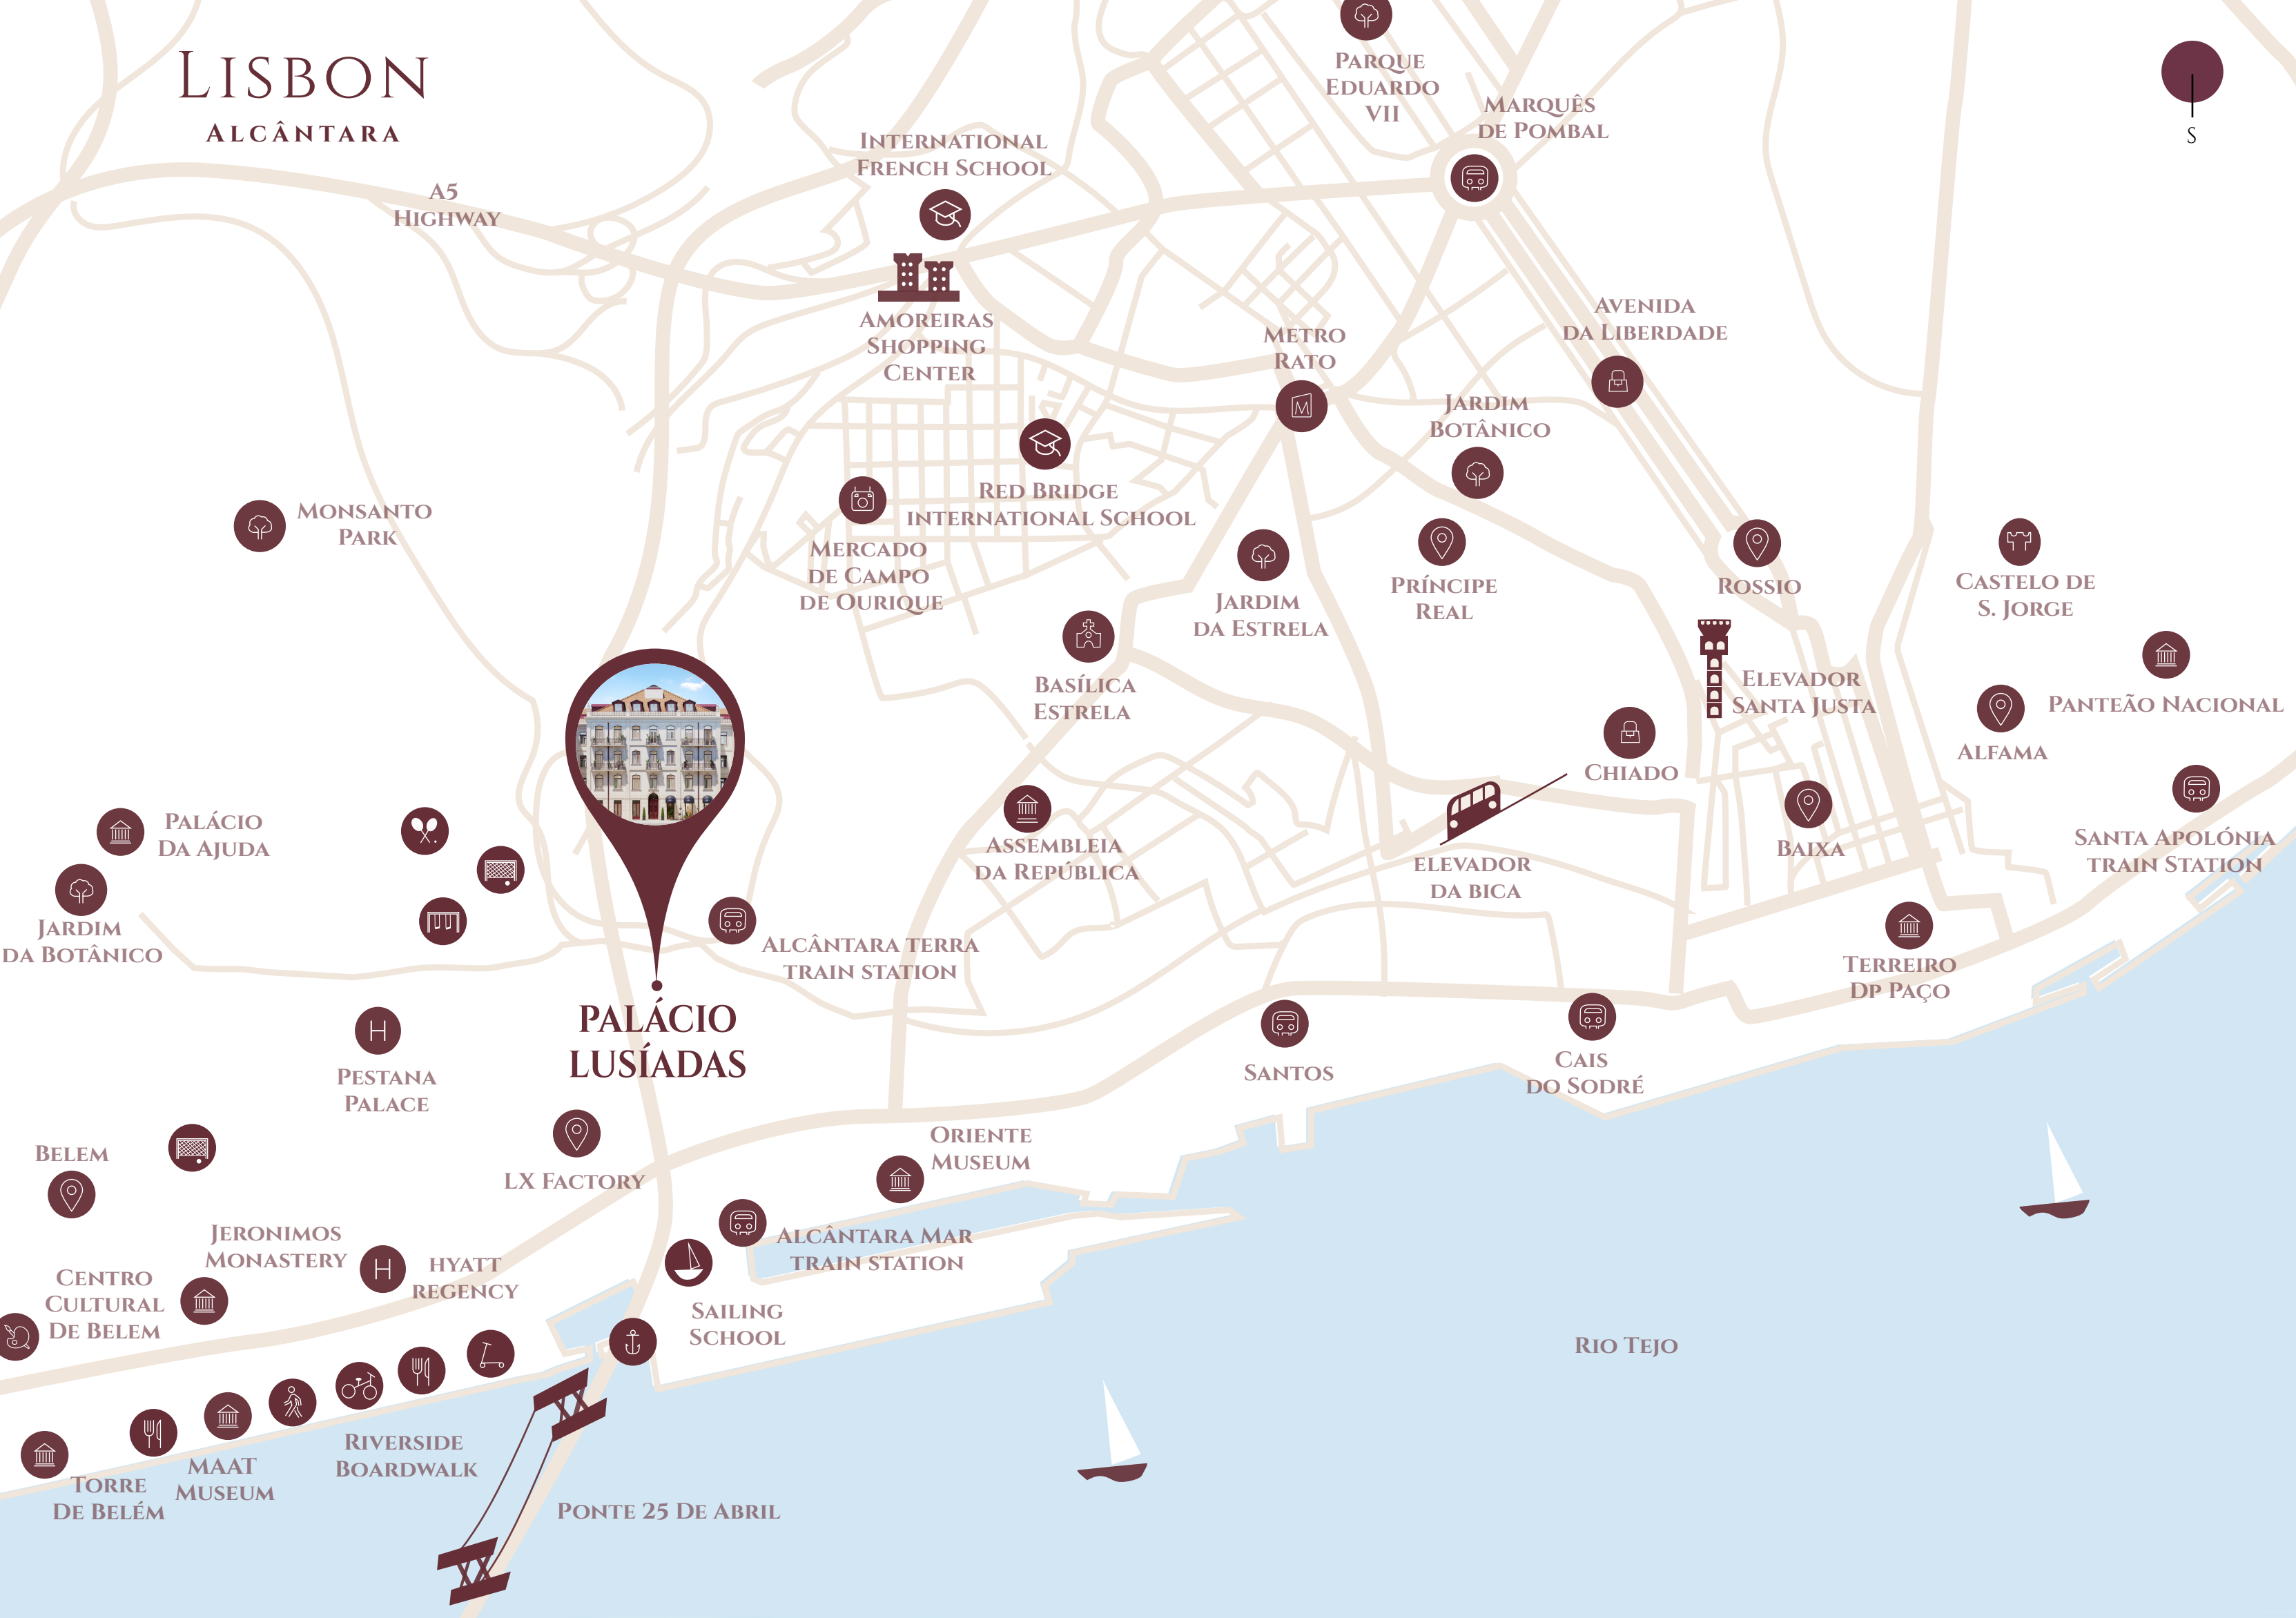 Lisbon
Alcântara
S
Parque
Eduardo
VII
Marquês
de Pombal
International
French School
A5
Highway
Amoreiras
Shopping
Center
Metro
Rato
Avenida
da Liberdade
Jardim
Botânico
Monsanto
Park
Red Bridge
international School
Mercado
de Campo
de Ourique
Jardim
da Estrela
Príncipe
Real
Rossio
Castelo de
S. Jorge
Basílica
Estrela
Elevador
Santa Justa
Panteão Nacional
Alfama
Chiado
Palácio
Da Ajuda
Assembleia
da República
elevador
da bica
Baixa
Santa Apolónia
train Station
Jardim
da Botânico
Alcântara terra
train station
Terreiro
Dp Paço
PALÁCIO
LUSÍADAS
Pestana
Palace
Santos
Cais
do Sodré
Belem
LX Factory
Oriente
Museum
Jeronimos
Monastery
hyatt
regency
Alcântara Mar
train station
Centro
Cultural
De Belem
Sailing
School
Rio Tejo
Riverside
Boardwalk
MAAT
Museum
Torre
De Belém
Ponte 25 De Abril
H
H
M